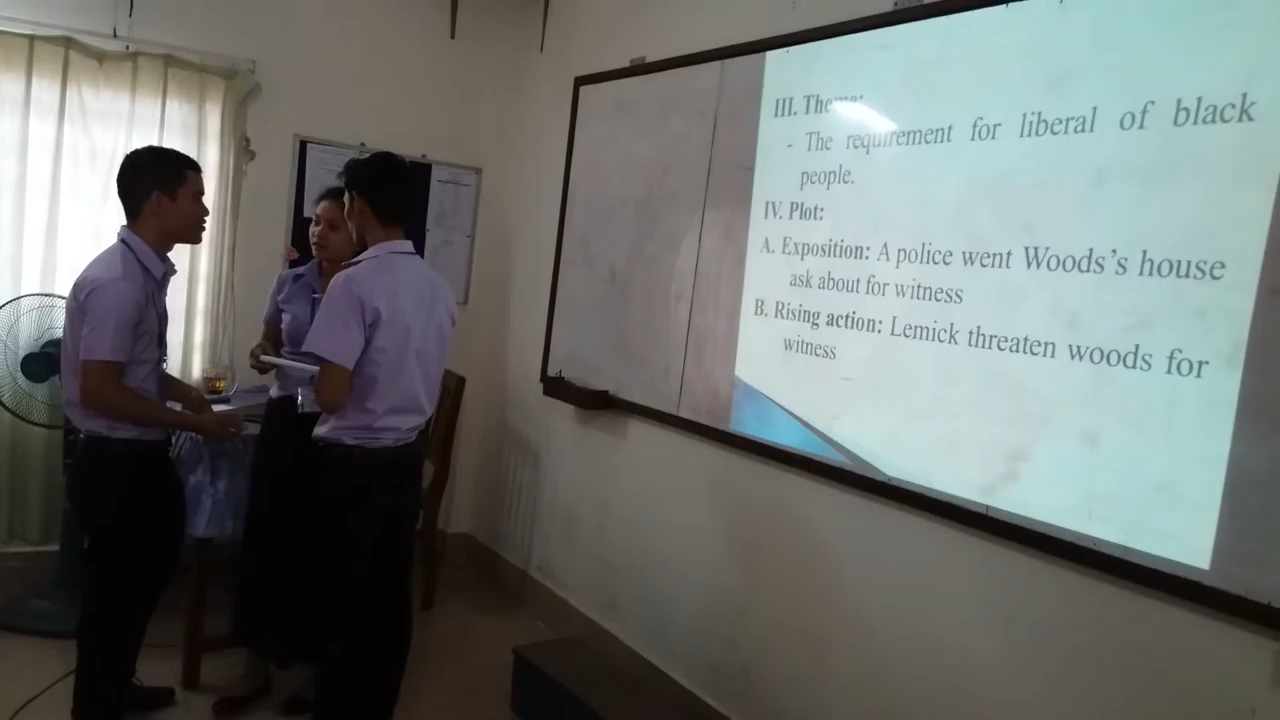 III. Theme:
- The requirement for liberal of black
people.
IV. Plot:
A. Exposition: A police went Woods’s house
ask about for witness
B. Rising action: Lemick threaten woods for
witness